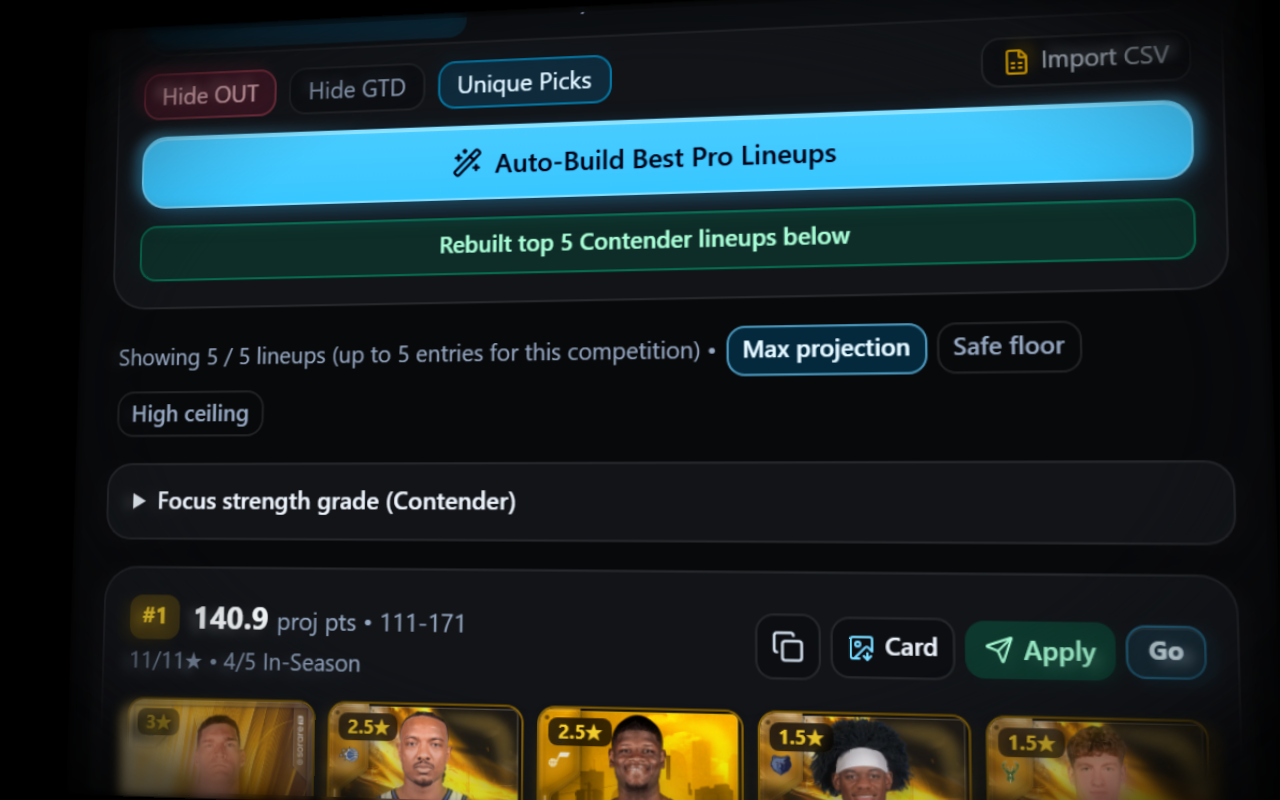 Hide OUT
Hide GTD
Unique Picks
Import CSV
Auto-Build Best Pro Lineups
Rebuilt top 5 Contender lineups below
Showing 5 / 5 lineups (up to 5 entries for this competition) •
Max projection
Safe floor
High ceiling
▶ Focus strength grade (Contender)
#1
140.9 proj pts • 111-171
11/11★ • 4/5 In-Season
Card
Apply
Go
3★
2.5★
2.5★
1.5★
1.5★
sorare